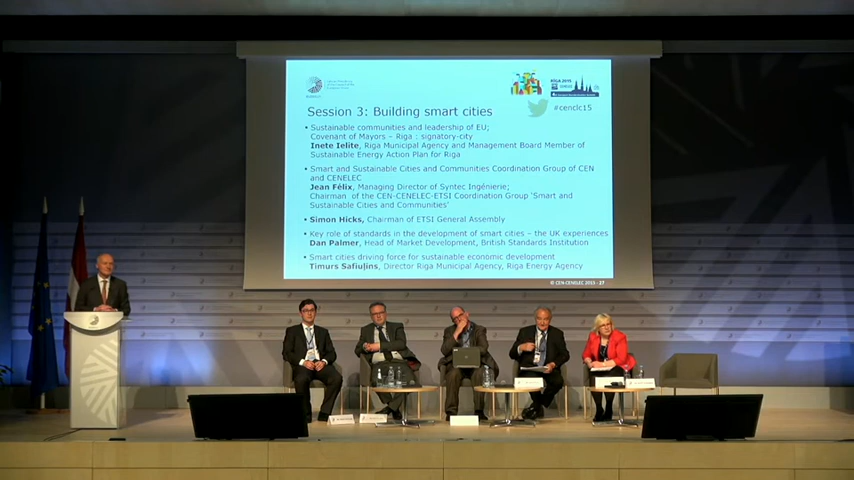 RIGA 2015
#cenclc15
Session 3: Building smart cities
• Sustainable communities and leadership of EU;
Covenant of Mayors – Riga : signatory-city
Inete Ielite, Riga Municipal Agency and Management Board Member of
Sustainable Energy Action Plan for Riga
• Smart and Sustainable Cities and Communities Coordination Group of CEN
and CENELEC
Jean Félix, Managing Director of Syntec Ingénierie;
Chairman of the CEN-CENELEC-ETSI Coordination Group 'Smart and
Sustainable Cities and Communities'
• Simon Hicks, Chairman of ETSI General Assembly
• Key role of standards in the development of smart cities – the UK experiences
Dan Palmer, Head of Market Development, British Standards Institution
• Smart cities driving force for sustainable economic development
Timurs Safiuļins, Director Riga Municipal Agency, Riga Energy Agency
© CEN-CENELEC 2015 - 27